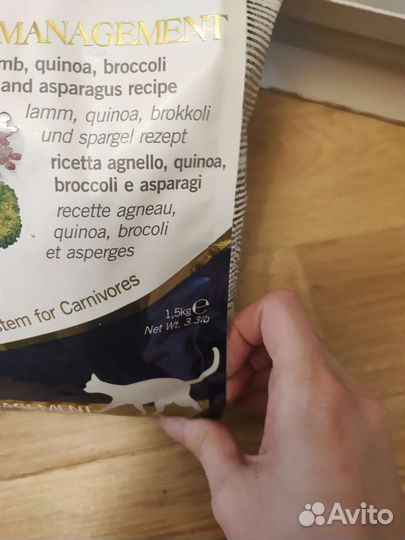 MANAGEMENT
mb, quinoa, broccoli
and asparagus recipe
lamm, quinoa, brokkoli
und spargel rezept
ricetta agnello, quinoa,
broccoli e asparagi
recette agneau,
quinoa, brocoli
et asperges
stem for Carnivores
1,5kg ℮
Net Wt. 3.3lb
Avito